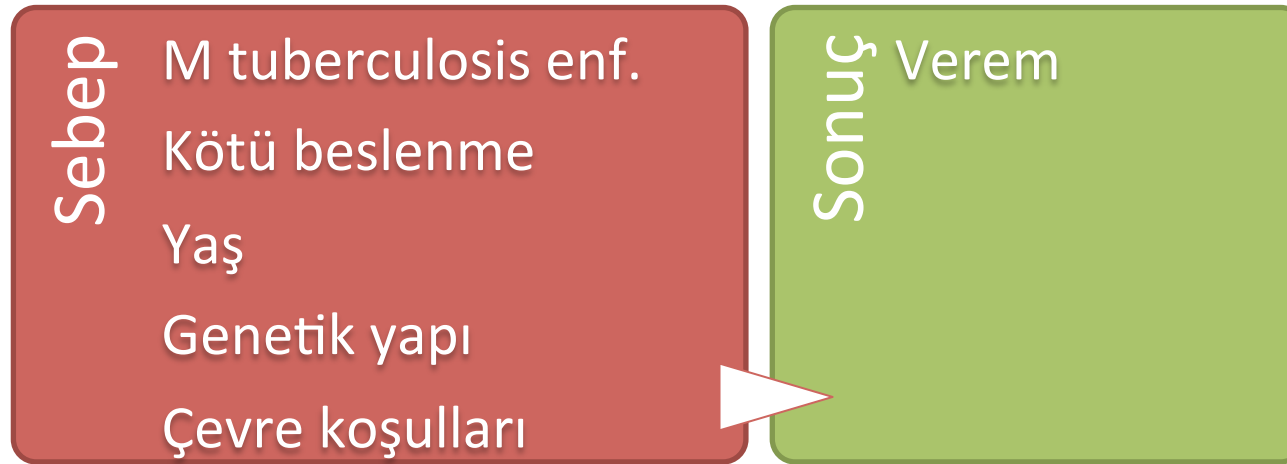 Sebep
M tuberculosis enf.
Kötü beslenme
Yaş
Genetik yapı
Çevre koşulları
Sonuç
Verem